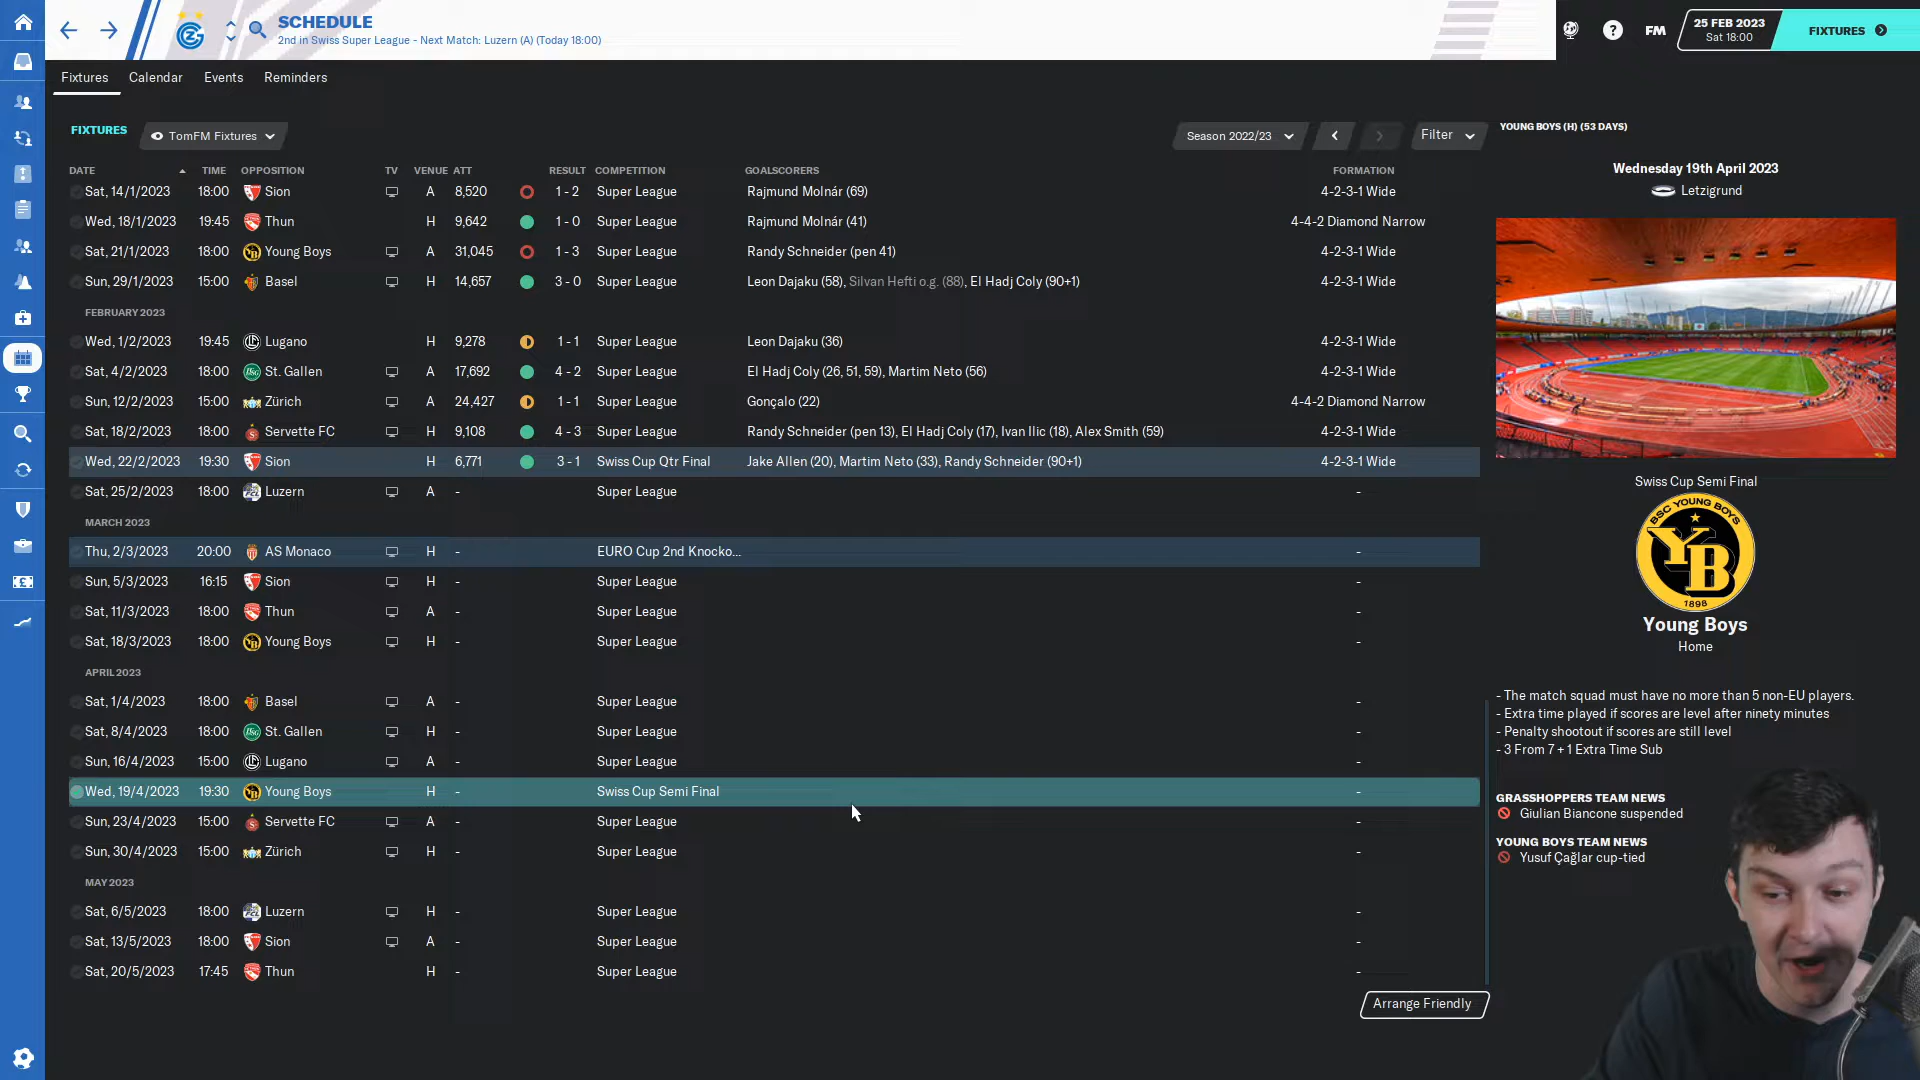 SCHEDULE
2nd in Swiss Super League - Next Match: Luzern (A) (Today 18:00)
FM
25 FEB 2023
Sat 18:00
FIXTURES
Fixtures Calendar Events Reminders
FIXTURES TomFM Fixtures Season 2022/23 Filter
DATE TIME OPPOSITION TV VENUE ATT RESULT COMPETITION GOALSCORERS FORMATION
Sat, 14/1/2023 18:00 Sion A 8,520 1 - 2 Super League Rajmund Molnár (69) 4-2-3-1 Wide
Wed, 18/1/2023 19:45 Thun H 9,642 1 - 0 Super League Rajmund Molnár (41) 4-4-2 Diamond Narrow
Sat, 21/1/2023 18:00 Young Boys A 31,045 1 - 3 Super League Randy Schneider (pen 41) 4-2-3-1 Wide
Sun, 29/1/2023 15:00 Basel H 14,657 3 - 0 Super League Leon Dajaku (58), Silvan Hefti o.g. (88), El Hadj Coly (90+1) 4-2-3-1 Wide
FEBRUARY 2023
Wed, 1/2/2023 19:45 Lugano H 9,278 1 - 1 Super League Leon Dajaku (36) 4-2-3-1 Wide
Sat, 4/2/2023 18:00 St. Gallen A 17,692 4 - 2 Super League El Hadj Coly (26, 51, 59), Martim Neto (56) 4-2-3-1 Wide
Sun, 12/2/2023 15:00 Zürich A 24,427 1 - 1 Super League Gonçalo (22) 4-4-2 Diamond Narrow
Sat, 18/2/2023 18:00 Servette FC H 9,108 4 - 3 Super League Randy Schneider (pen 13), El Hadj Coly (17), Ivan Ilic (18), Alex Smith (59) 4-2-3-1 Wide
Wed, 22/2/2023 19:30 Sion H 6,771 3 - 1 Swiss Cup Qtr Final Jake Allen (20), Martim Neto (33), Randy Schneider (90+1) 4-2-3-1 Wide
Sat, 25/2/2023 18:00 Luzern A - Super League -
MARCH 2023
Thu, 2/3/2023 20:00 AS Monaco H - EURO Cup 2nd Knocko... -
Sun, 5/3/2023 16:15 Sion H - Super League -
Sat, 11/3/2023 18:00 Thun A - Super League -
Sat, 18/3/2023 18:00 Young Boys H - Super League -
APRIL 2023
Sat, 1/4/2023 18:00 Basel A - Super League -
Sat, 8/4/2023 18:00 St. Gallen H - Super League -
Sun, 16/4/2023 15:00 Lugano A - Super League -
Wed, 19/4/2023 19:30 Young Boys H - Swiss Cup Semi Final -
Sun, 23/4/2023 15:00 Servette FC A - Super League -
Sun, 30/4/2023 15:00 Zürich H - Super League -
MAY 2023
Sat, 6/5/2023 18:00 Luzern H - Super League -
Sat, 13/5/2023 18:00 Sion A - Super League -
Sat, 20/5/2023 17:45 Thun H - Super League -
Arrange Friendly
YOUNG BOYS (H) (53 DAYS)
Wednesday 19th April 2023
Letzigrund
Swiss Cup Semi Final
BSC YOUNG BOYS
YB
1898
Young Boys
Home
- The match squad must have no more than 5 non-EU players.
- Extra time played if scores are level after ninety minutes
- Penalty shootout if scores are still level
- 3 From 7 + 1 Extra Time Sub
GRASSHOPPERS TEAM NEWS
Giulian Biancone suspended
YOUNG BOYS TEAM NEWS
Yusuf Çağlar cup-tied